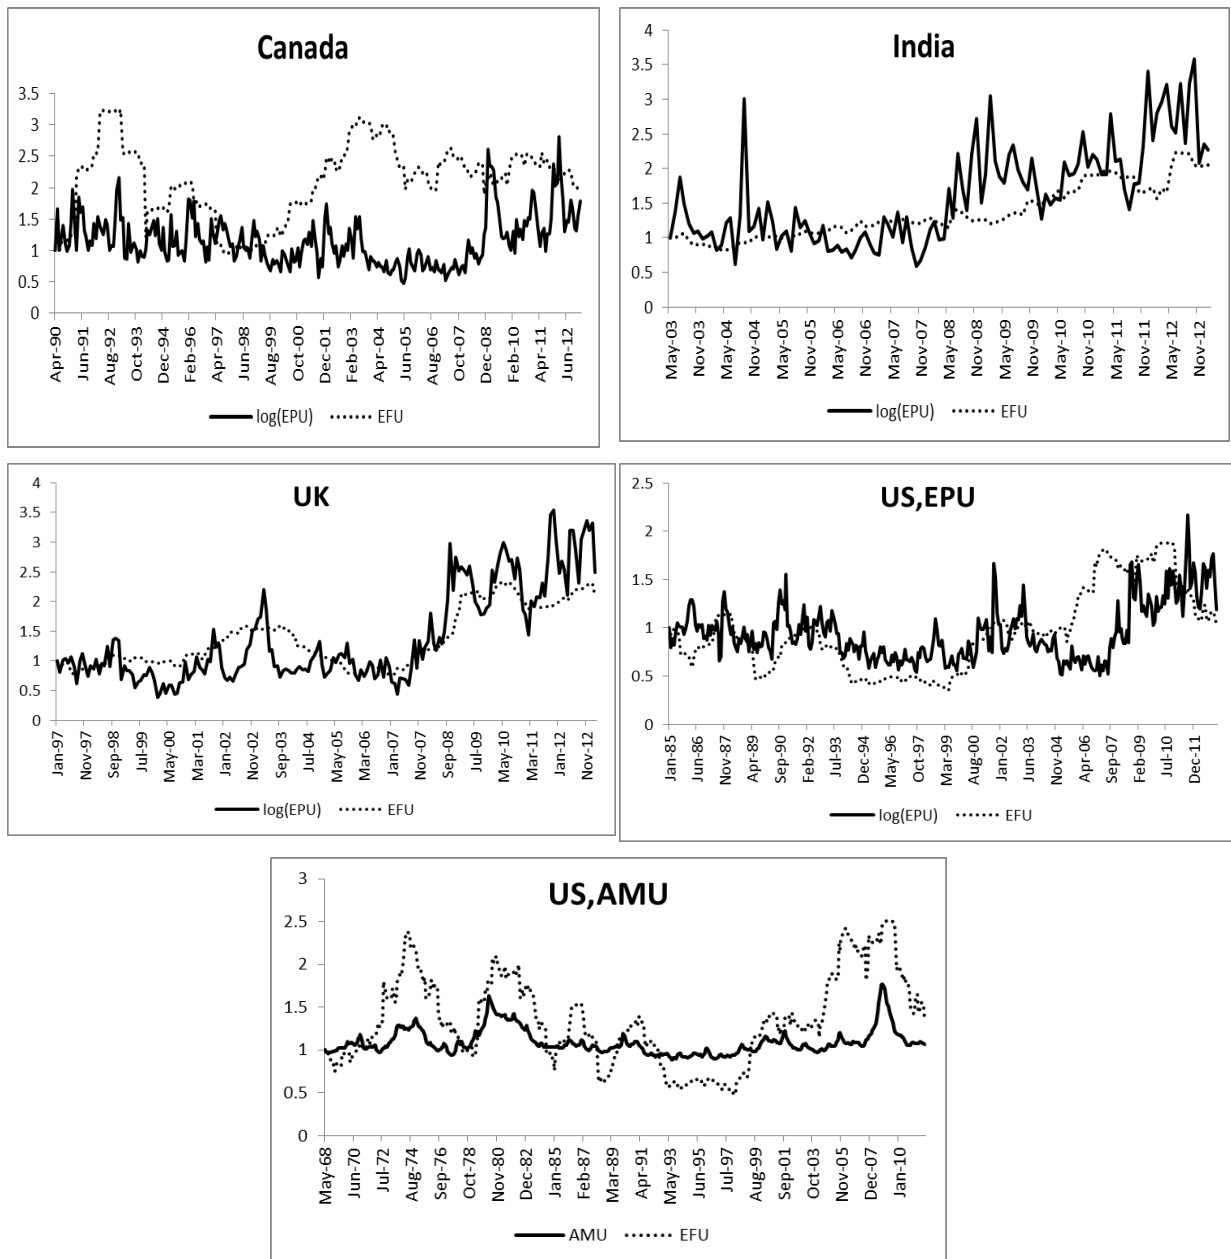 Canada
3.5
3
2.5
2
1.5
1
0.5
0
Apr-90
Jun-91
Aug-92
Oct-93
Dec-94
Feb-96
Apr-97
Jun-98
Aug-99
Oct-00
Dec-01
Feb-03
Apr-04
Jun-05
Aug-06
Oct-07
Dec-08
Feb-10
Apr-11
Jun-12
log(EPU) EFU
India
4
3.5
3
2.5
2
1.5
1
0.5
0
May-03
Nov-03
May-04
Nov-04
May-05
Nov-05
May-06
Nov-06
May-07
Nov-07
May-08
Nov-08
May-09
Nov-09
May-10
Nov-10
May-11
Nov-11
May-12
Nov-12
log(EPU) EFU
UK
4
3.5
3
2.5
2
1.5
1
0.5
0
Jan-97
Nov-97
Sep-98
Jul-99
May-00
Mar-01
Jan-02
Nov-02
Sep-03
Jul-04
May-05
Mar-06
Jan-07
Nov-07
Sep-08
Jul-09
May-10
Mar-11
Jan-12
Nov-12
log(EPU) EFU
US,EPU
2.5
2
1.5
1
0.5
0
Jan-85
Jun-86
Nov-87
Apr-89
Sep-90
Feb-92
Jul-93
Dec-94
May-96
Oct-97
Mar-99
Aug-00
Jan-02
Jun-03
Nov-04
Apr-06
Sep-07
Feb-09
Jul-10
Dec-11
log(EPU) EFU
US,AMU
3
2.5
2
1.5
1
0.5
0
May-68
Jun-70
Jul-72
Aug-74
Sep-76
Oct-78
Nov-80
Dec-82
Jan-85
Feb-87
Mar-89
Apr-91
May-93
Jun-95
Jul-97
Aug-99
Sep-01
Oct-03
Nov-05
Dec-07
Jan-10
AMU EFU